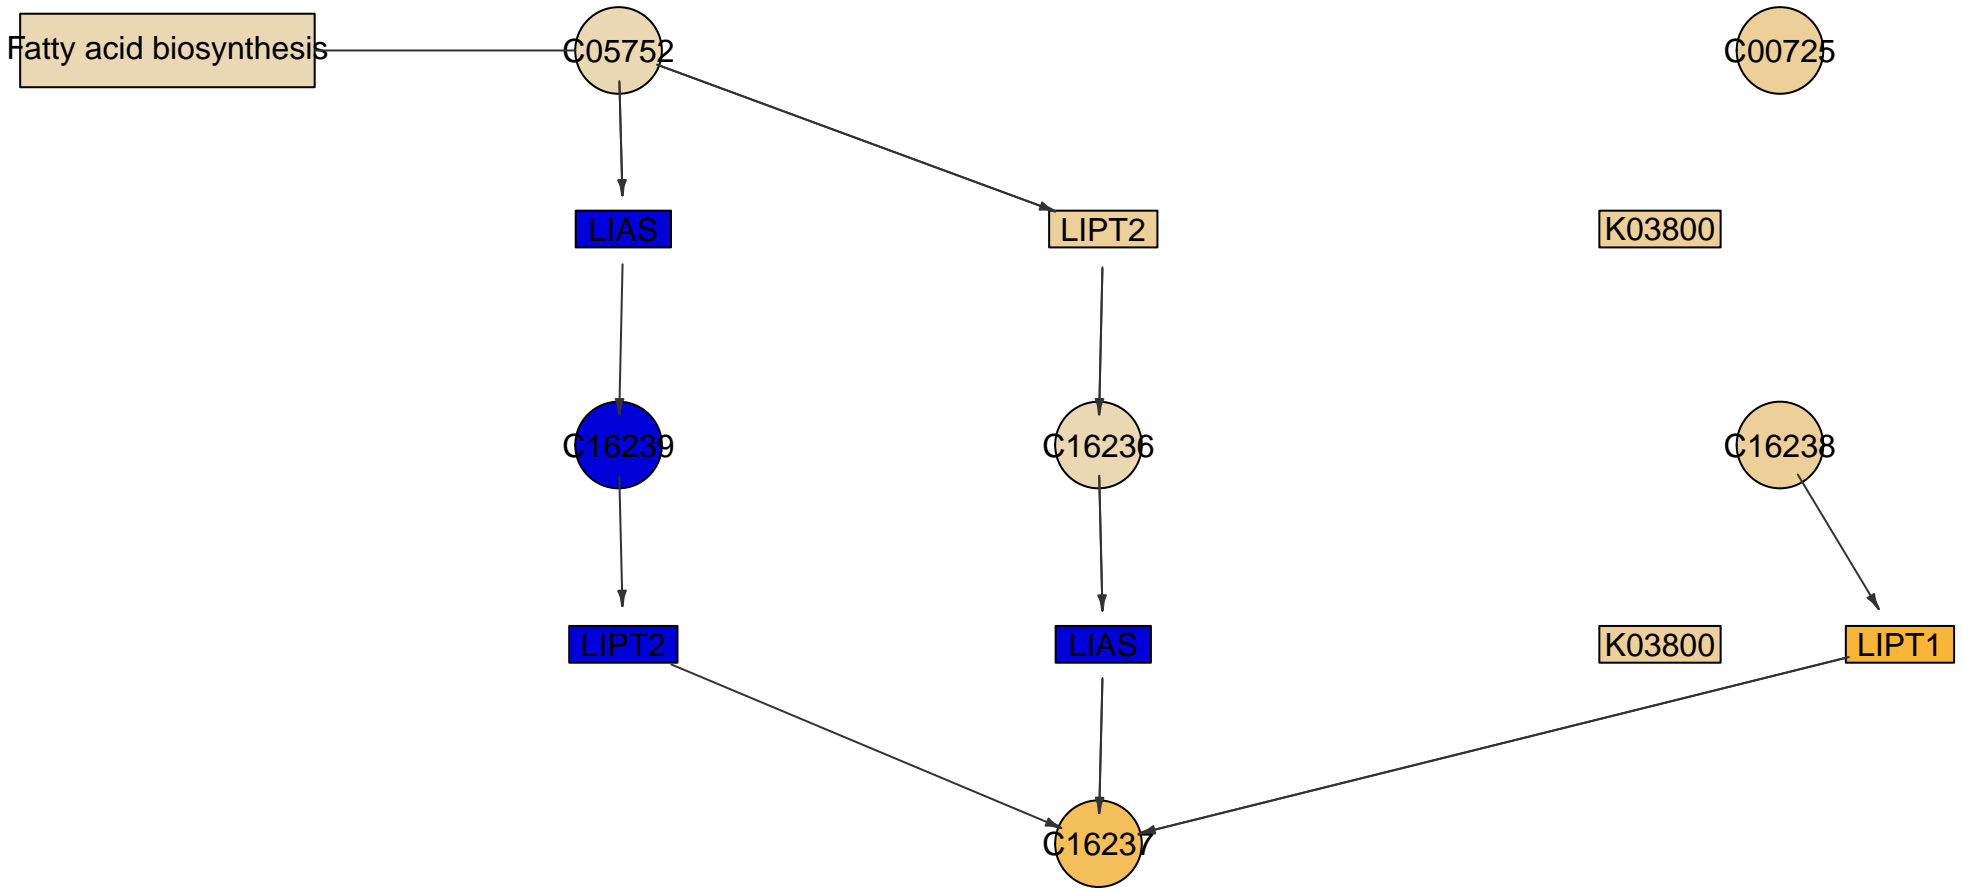 Fatty acid biosynthesis
C05752
C00725
LIAS
LIPT2
K03800
C16239
C16236
C16238
LIPT2
LIAS
K03800
LIPT1
C16237